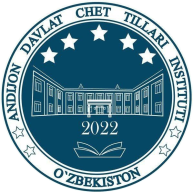 ANDIJON DAVLAT CHET TILLARI INSTITUTI
2022
O`ZBEKISTON